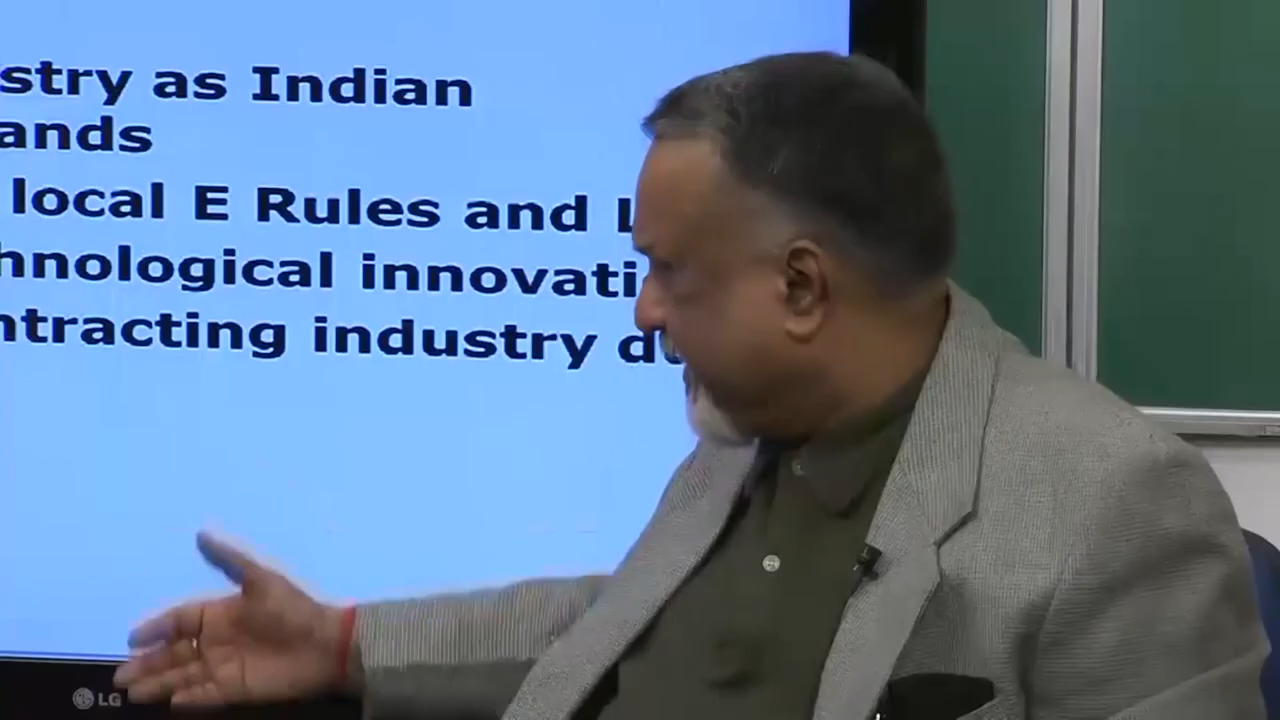 stry as Indian
ands
local E Rules and L
hnological innovati
ntracting industry d
LG